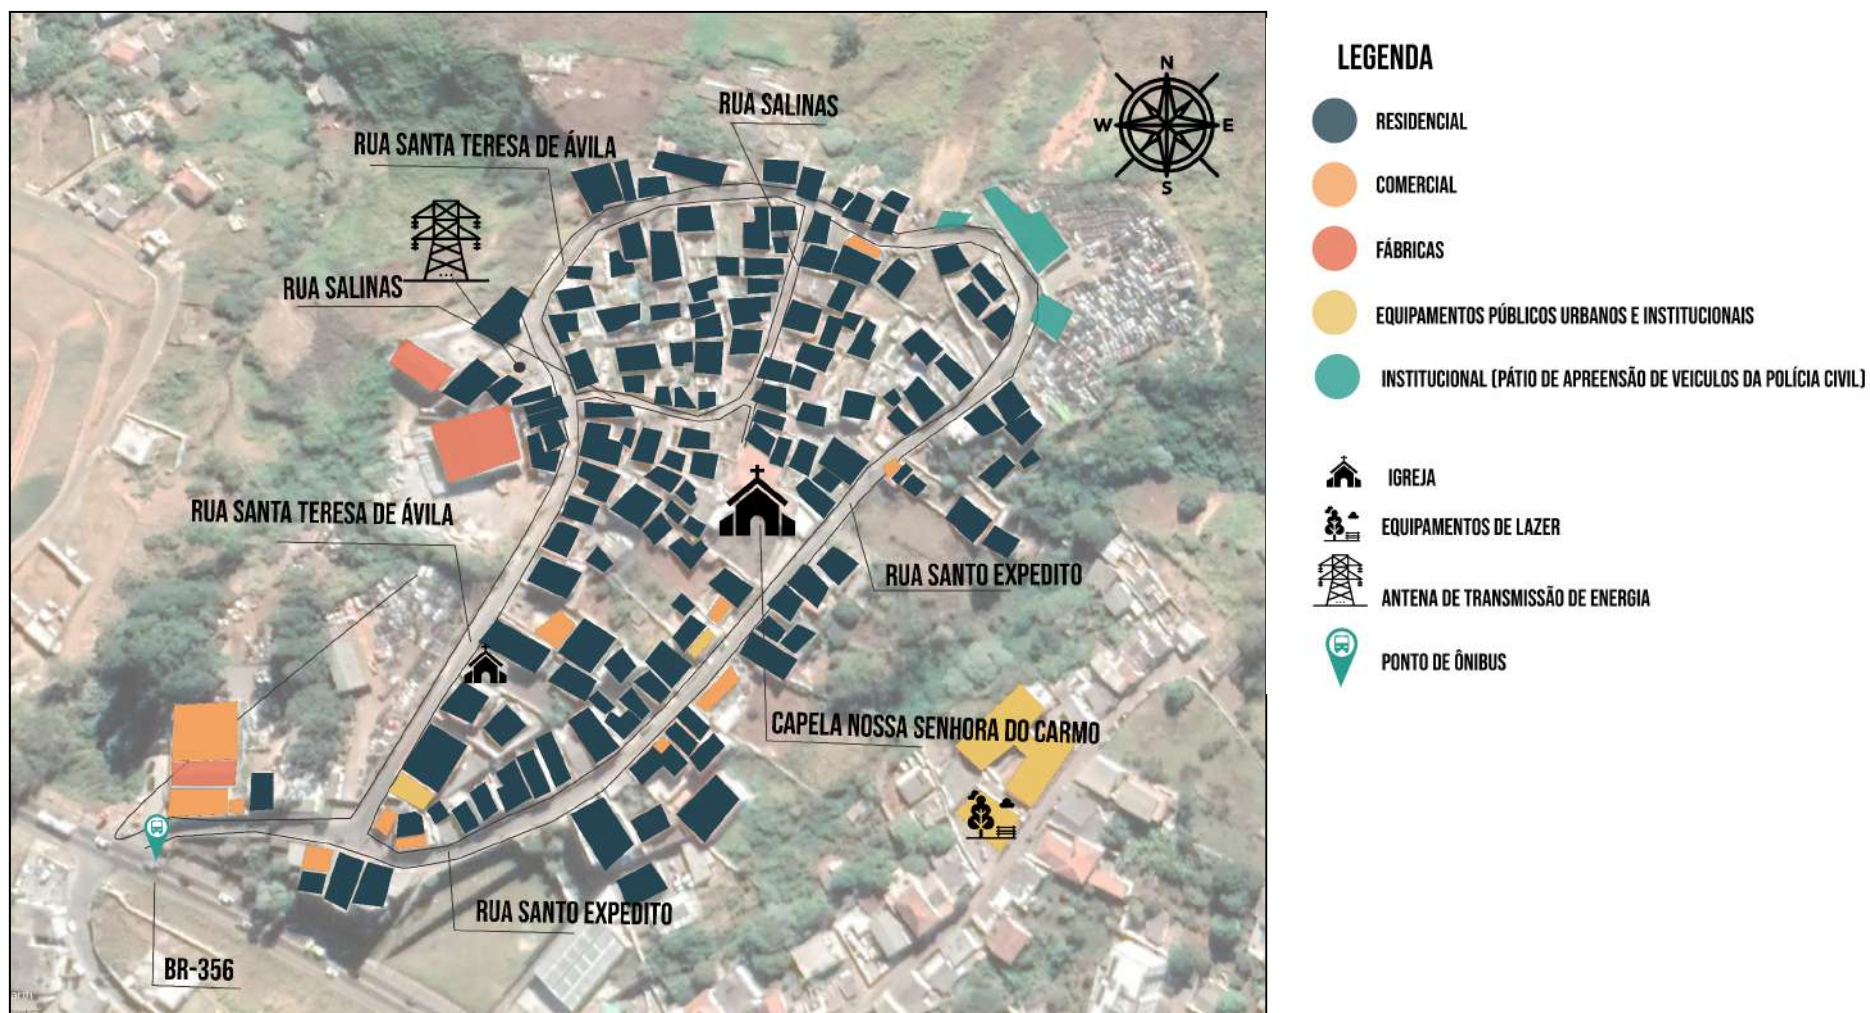 RUA SALINAS
N
W
E
S
RUA SANTA TERESA DE ÁVILA
RUA SALINAS
RUA SANTA TERESA DE ÁVILA
RUA SANTO EXPEDITO
CAPELA NOSSA SENHORA DO CARMO
RUA SANTO EXPEDITO
BR-356
LEGENDA
RESIDENCIAL
COMERCIAL
FÁBRICAS
EQUIPAMENTOS PÚBLICOS URBANOS E INSTITUCIONAIS
INSTITUCIONAL (PÁTIO DE APREENSÃO DE VEICULOS DA POLÍCIA CIVIL)
IGREJA
EQUIPAMENTOS DE LAZER
ANTENA DE TRANSMISSÃO DE ENERGIA
PONTO DE ÔNIBUS